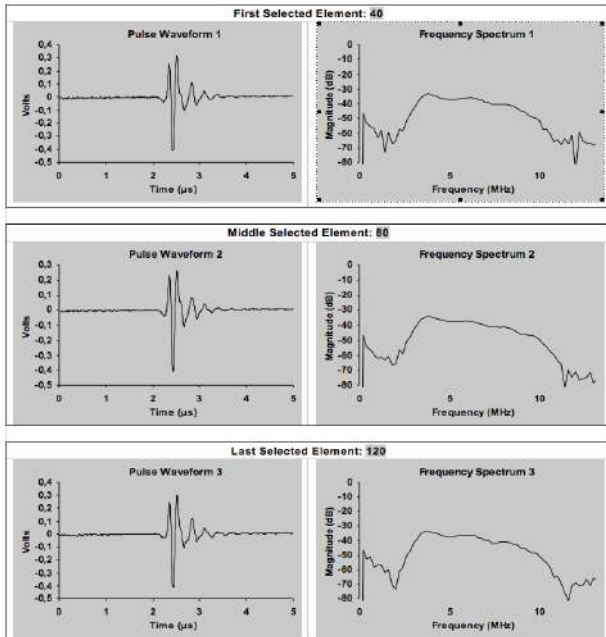 First Selected Element: 40
Pulse Waveform 1
0,4
0,3
0,2
0,1
0
-0,1
-0,2
-0,3
-0,4
-0,5
Volts
0 1 2 3 4 5
Time (µs)
Frequency Spectrum 1
0
-10
-20
-30
-40
-50
-60
-70
-80
Magnitude (dB)
0 5 10
Frequency (MHz)
Middle Selected Element: 80
Pulse Waveform 2
0,3
0,2
0,1
0
-0,1
-0,2
-0,3
-0,4
-0,5
Volts
0 1 2 3 4 5
Time (µs)
Frequency Spectrum 2
0
-10
-20
-30
-40
-50
-60
-70
-80
Magnitude (dB)
0 5 10
Frequency (MHz)
Last Selected Element: 120
Pulse Waveform 3
0,4
0,3
0,2
0,1
0
-0,1
-0,2
-0,3
-0,4
-0,5
Volts
0 1 2 3 4 5
Time (µs)
Frequency Spectrum 3
0
-10
-20
-30
-40
-50
-60
-70
-80
Magnitude (dB)
0 5 10
Frequency (MHz)